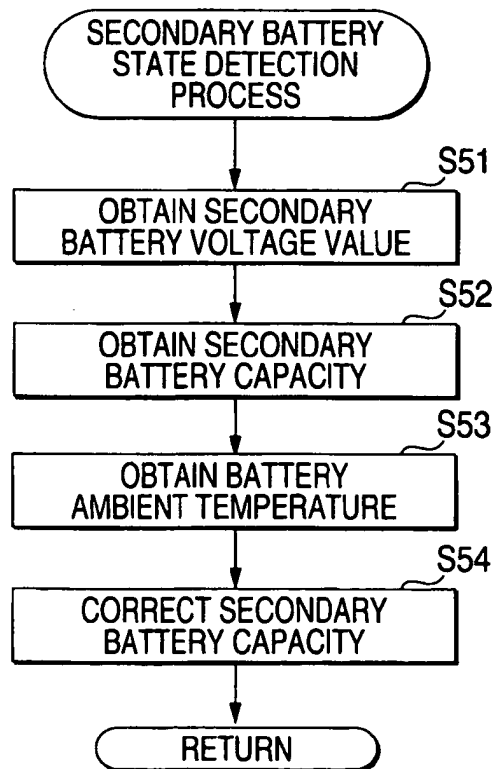 SECONDARY BATTERY
STATE DETECTION
PROCESS
S51
OBTAIN SECONDARY
BATTERY VOLTAGE VALUE
S52
OBTAIN SECONDARY
BATTERY CAPACITY
S53
OBTAIN BATTERY
AMBIENT TEMPERATURE
S54
CORRECT SECONDARY
BATTERY CAPACITY
RETURN